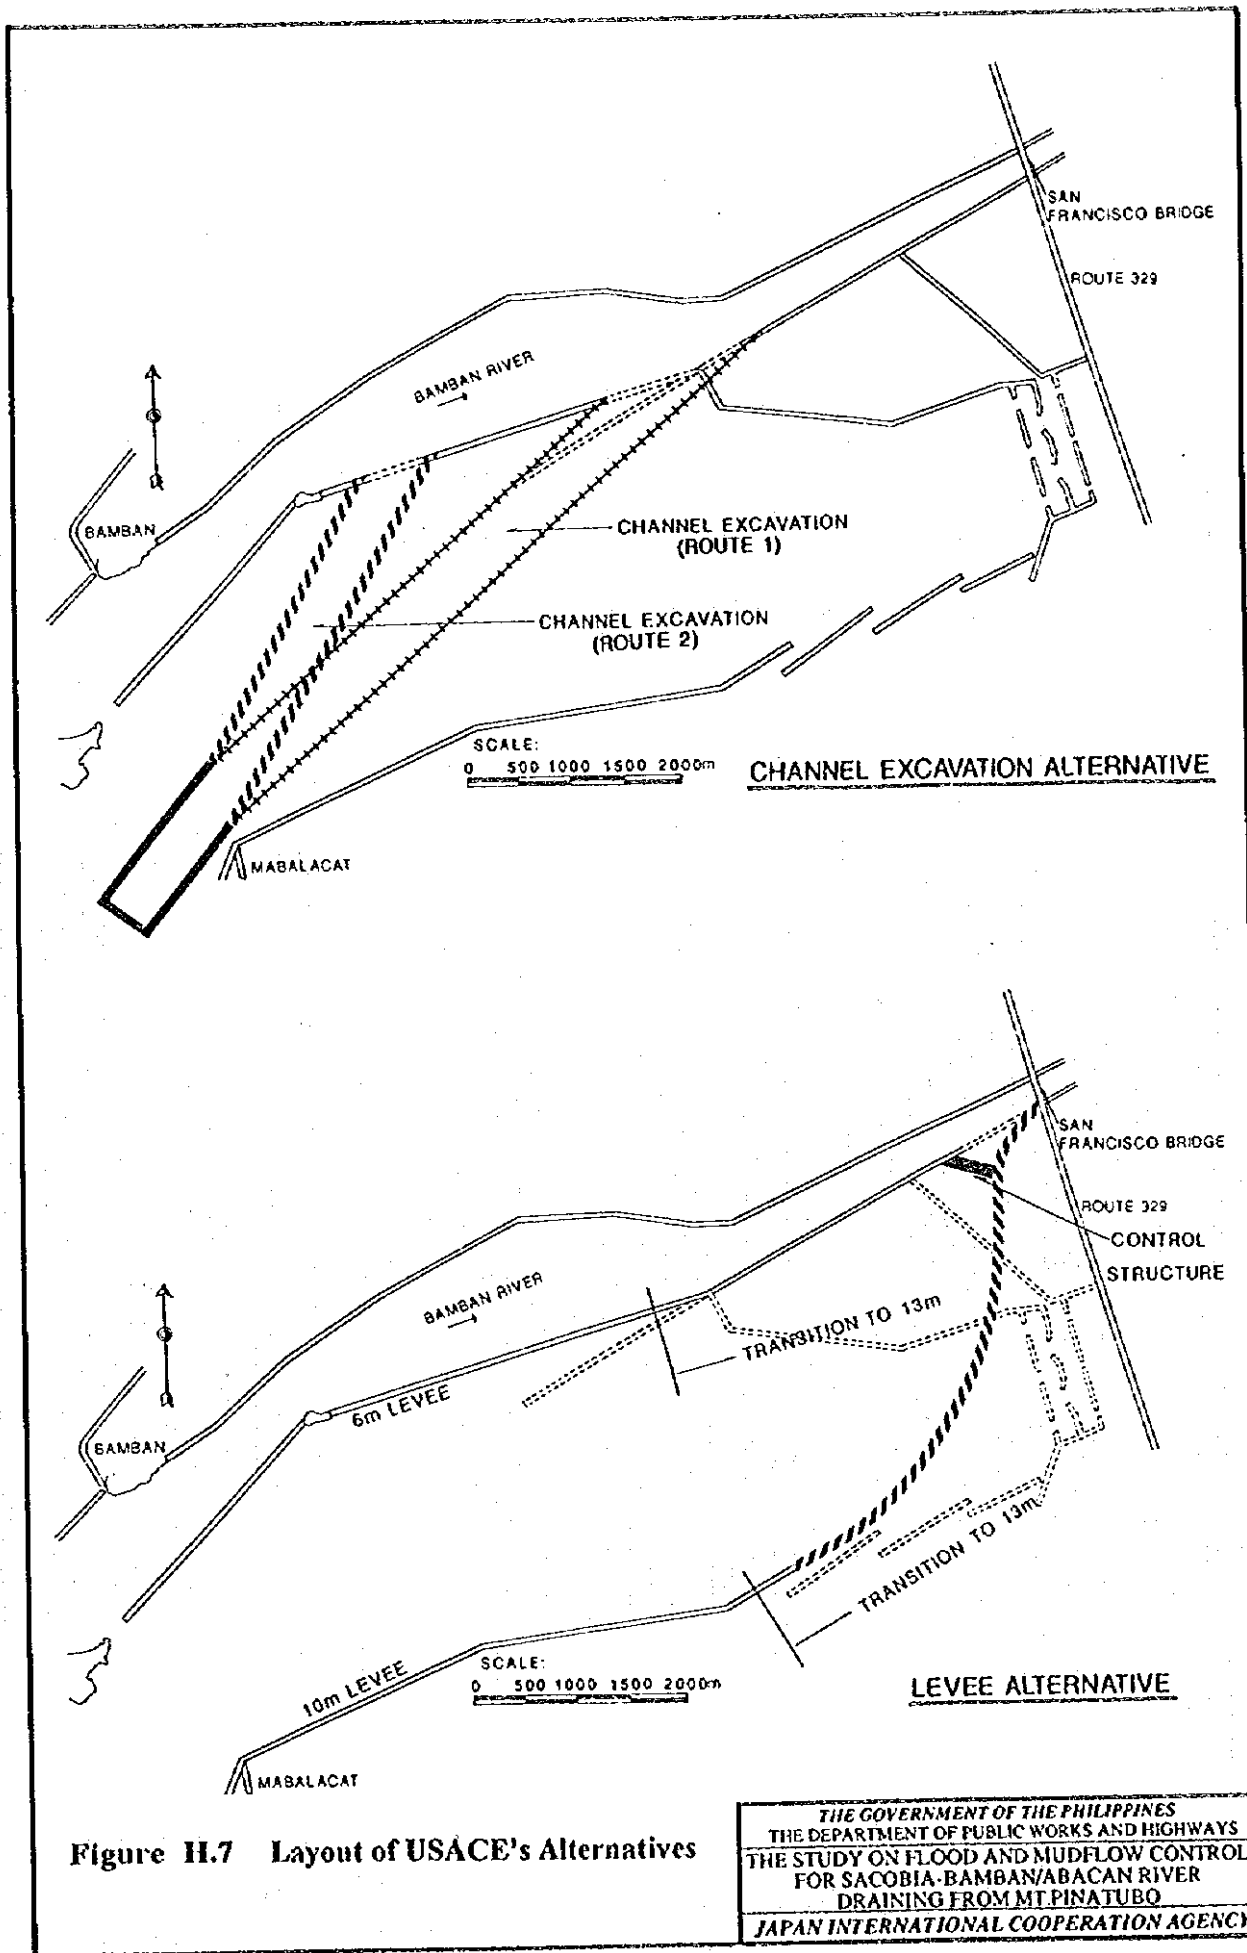 SAN
FRANCISCO BRIDGE
ROUTE 329
BAMBAN RIVER
BAMBAN
CHANNEL EXCAVATION
(ROUTE 1)
CHANNEL EXCAVATION
(ROUTE 2)
SCALE:
0 500 1000 1500 2000m
CHANNEL EXCAVATION ALTERNATIVE
MABALACAT
SAN
FRANCISCO BRIDGE
ROUTE 329
CONTROL
STRUCTURE
BAMBAN RIVER
TRANSITION TO 13m
6m LEVEE
BAMBAN
TRANSITION TO 13m
10m LEVEE
SCALE:
0 500 1000 1500 2000m
LEVEE ALTERNATIVE
MABALACAT
Figure H.7 Layout of USACE's Alternatives
THE GOVERNMENT OF THE PHILIPPINES
THE DEPARTMENT OF PUBLIC WORKS AND HIGHWAYS
THE STUDY ON FLOOD AND MUDFLOW CONTROL
FOR SACOBIA-BAMBAN/ABACAN RIVER
DRAINING FROM MT.PINATUBO
JAPAN INTERNATIONAL COOPERATION AGENCY